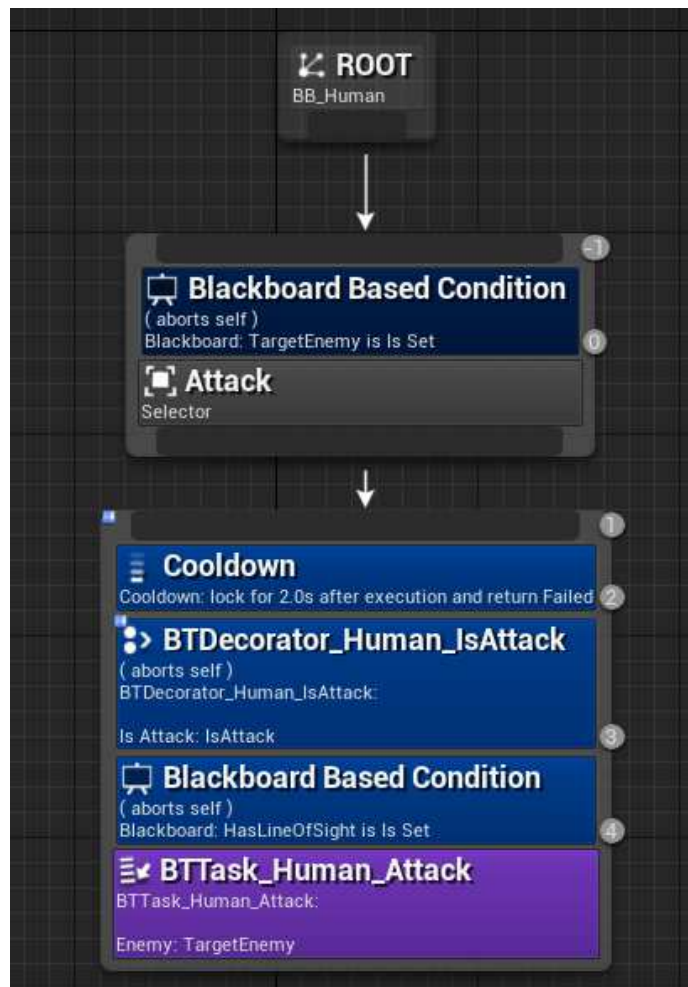 ROOT
BB_Human
-1
Blackboard Based Condition
( aborts self )
Blackboard: TargetEnemy is Is Set
0
Attack
Selector
1
Cooldown
Cooldown: lock for 2.0s after execution and return Failed
2
BTDecorator_Human_IsAttack
( aborts self )
BTDecorator_Human_IsAttack:
Is Attack: IsAttack
3
Blackboard Based Condition
( aborts self )
Blackboard: HasLineOfSight is Is Set
4
BTTask_Human_Attack
BTTask_Human_Attack:
Enemy: TargetEnemy